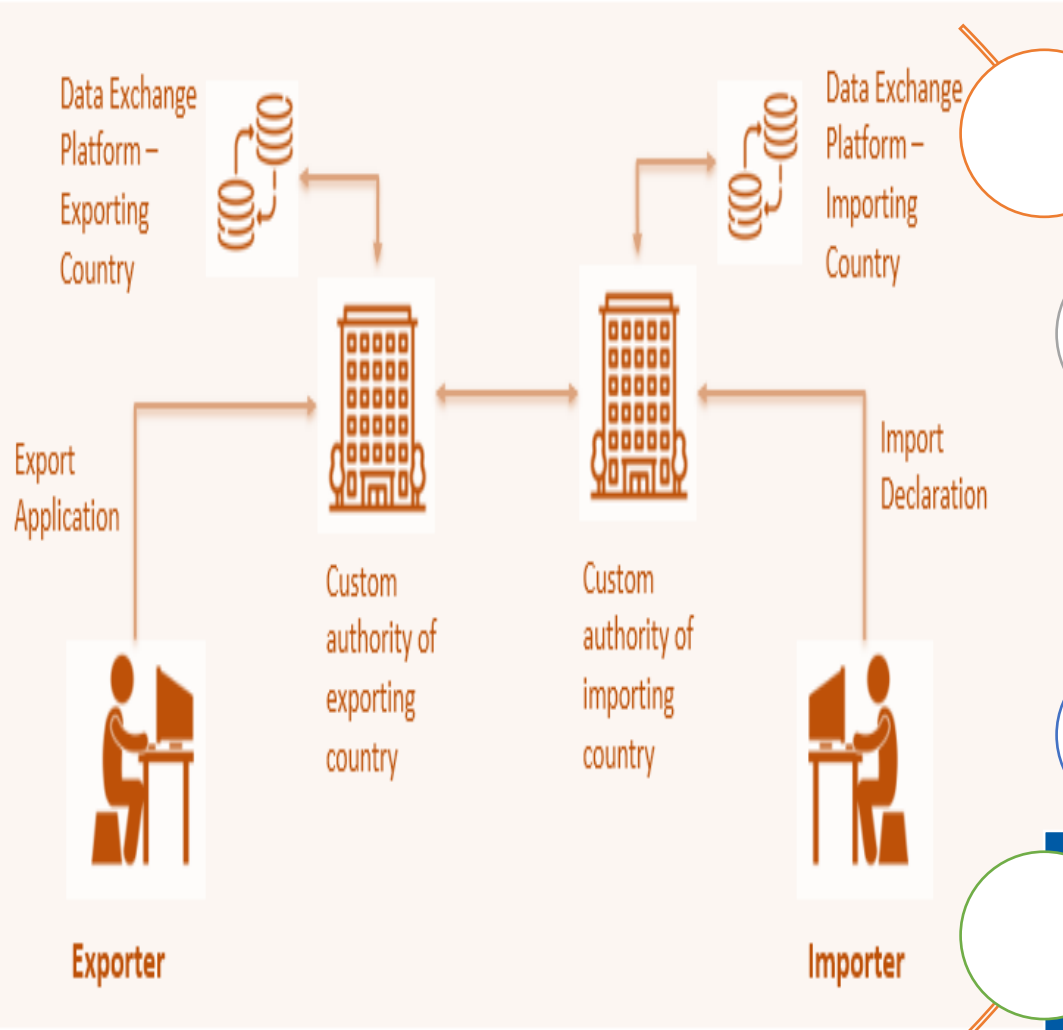 Data Exchange
Platform –
Exporting
Country
Data Exchange
Platform –
Importing
Country
Export
Application
Import
Declaration
Custom
authority of
exporting
country
Custom
authority of
importing
country
Exporter
Importer